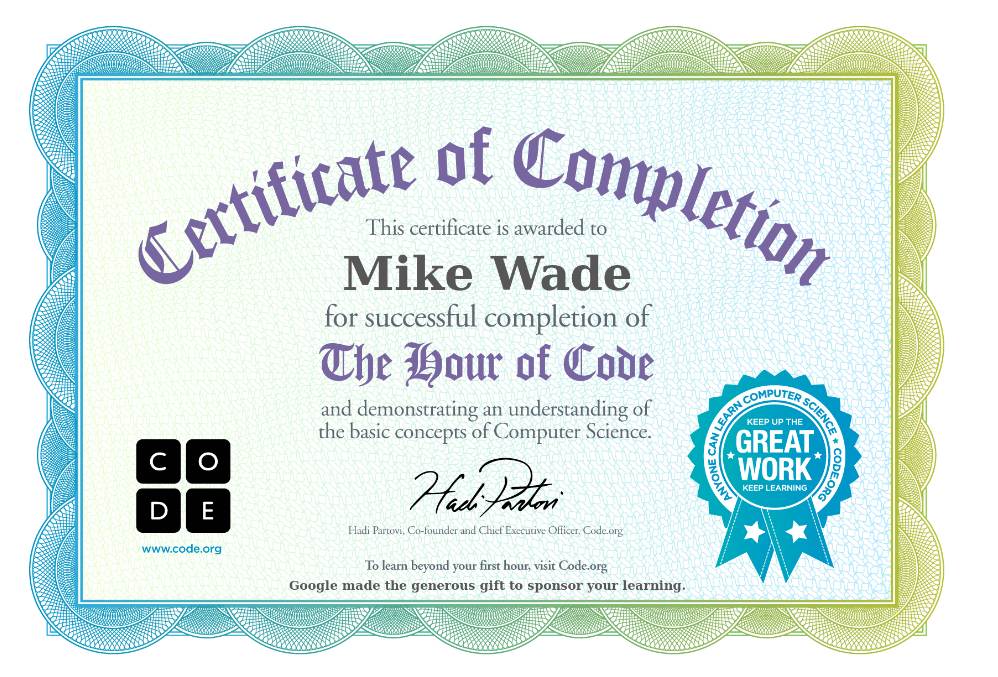 Certificate of Completion
This certificate is awarded to
Mike Wade
for successful completion of
The Hour of Code
and demonstrating an understanding of
the basic concepts of Computer Science.
C O
D E
www.code.org
Hadi Partovi
Hadi Partovi, Co-founder and Chief Executive Officer, Code.org
To learn beyond your first hour, visit Code.org
Google made the generous gift to sponsor your learning.
ANYONE CAN LEARN COMPUTER SCIENCE ★ CODE.ORG
KEEP UP THE
GREAT
WORK
KEEP LEARNING